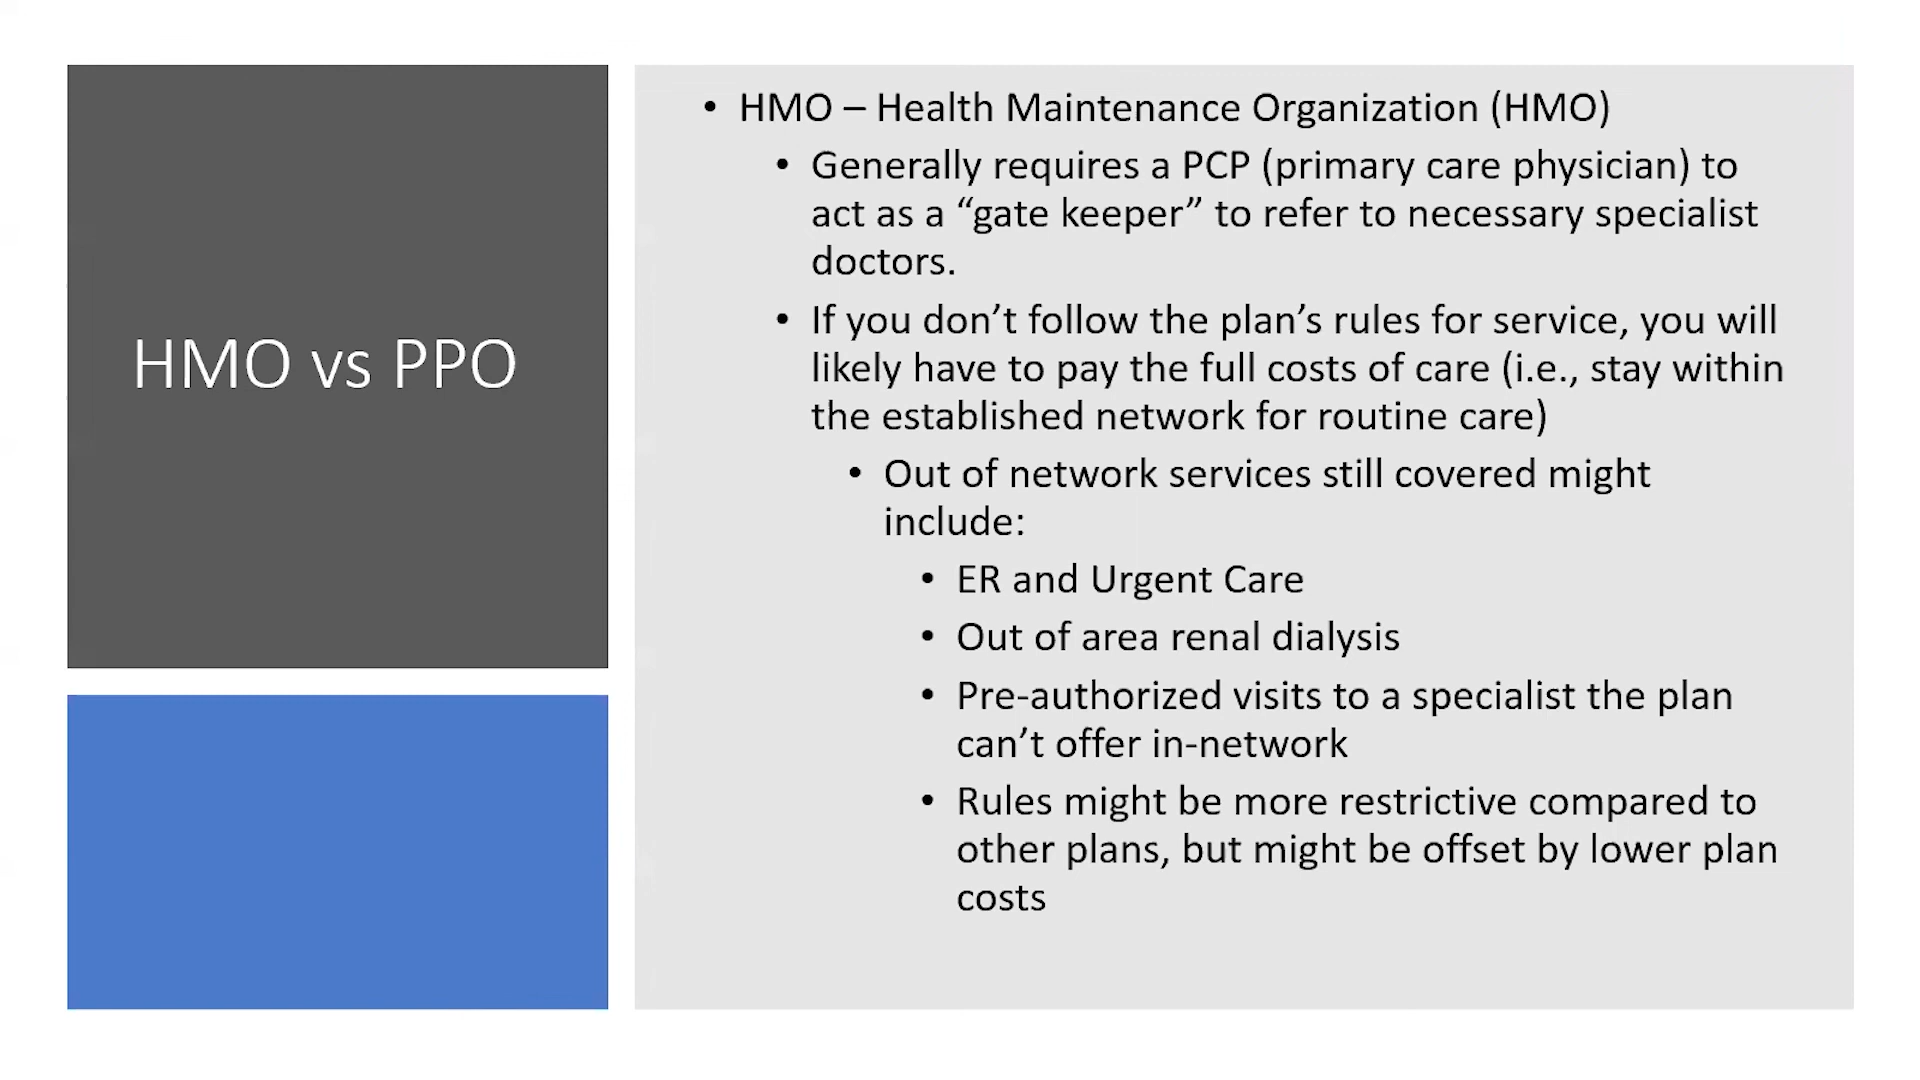 HMO vs PPO
• HMO – Health Maintenance Organization (HMO)
• Generally requires a PCP (primary care physician) to
act as a “gate keeper” to refer to necessary specialist
doctors.
• If you don’t follow the plan’s rules for service, you will
likely have to pay the full costs of care (i.e., stay within
the established network for routine care)
• Out of network services still covered might
include:
• ER and Urgent Care
• Out of area renal dialysis
• Pre-authorized visits to a specialist the plan
can’t offer in-network
• Rules might be more restrictive compared to
other plans, but might be offset by lower plan
costs